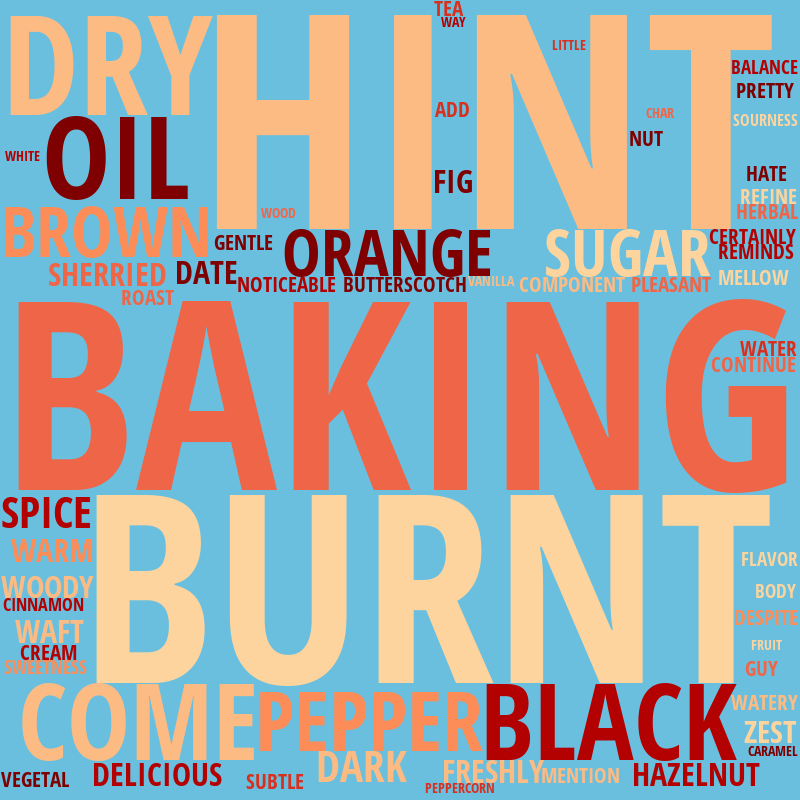 TEA
WAY
DRY
HINT
LITTLE
BALANCE
PRETTY
ADD
CHAR
SOURNESS
OIL
NUT
WHITE
FIG
HATE
REFINE
WOOD
HERBAL
BROWN
GENTLE
ORANGE
SUGAR
CERTAINLY
REMINDS
SHERRIED
DATE
NOTICEABLE
BUTTERSCOTCH
VANILLA
COMPONENT
PLEASANT
MELLOW
ROAST
BAKING
WATER
CONTINUE
SPICE
BURNT
WARM
FLAVOR
WOODY
BODY
CINNAMON
DESPITE
WAFT
CREAM
FRUIT
SWEETNESS
GUY
COME
PEPPER
BLACK
WATERY
ZEST
CARAMEL
DARK
VEGETAL
DELICIOUS
SUBTLE
FRESHLY
MENTION
HAZELNUT
PEPPERCORN